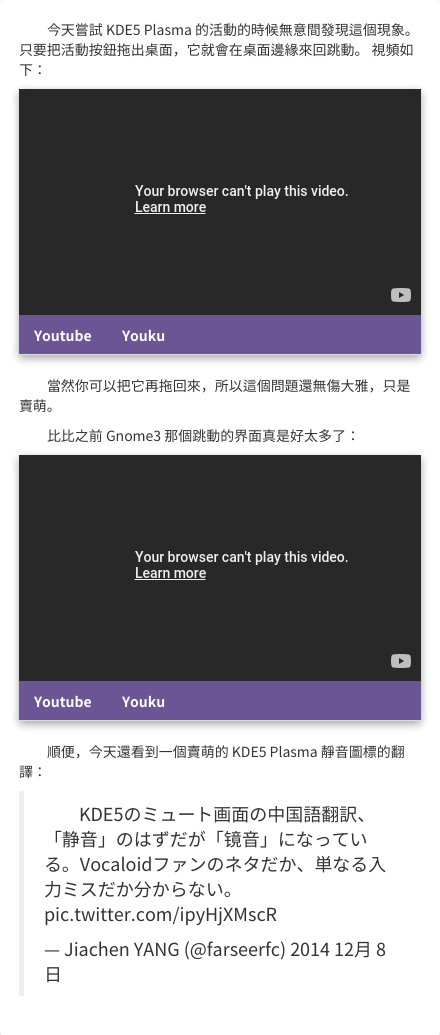 今天嘗試 KDE5 Plasma 的活動的時候無意間發現這個現象。
只要把活動按鈕拖出桌面，它就會在桌面邊緣來回跳動。 視頻如
下：
Your browser can't play this video.
Learn more
Youtube Youku
當然你可以把它再拖回來，所以這個問題還無傷大雅，只是
賣萌。
比比之前 Gnome3 那個跳動的界面真是好太多了：
Your browser can't play this video.
Learn more
Youtube Youku
順便，今天還看到一個賣萌的 KDE5 Plasma 靜音圖標的翻
譯：
KDE5のミュート画面の中国語翻訳、
「静音」のはずだが「镜音」になってい
る。Vocaloidファンのネタだか、単なる入
力ミスだか分からない。
pic.twitter.com/ipyHjXMscR
— Jiachen YANG (@farseerfc) 2014 12月 8
日